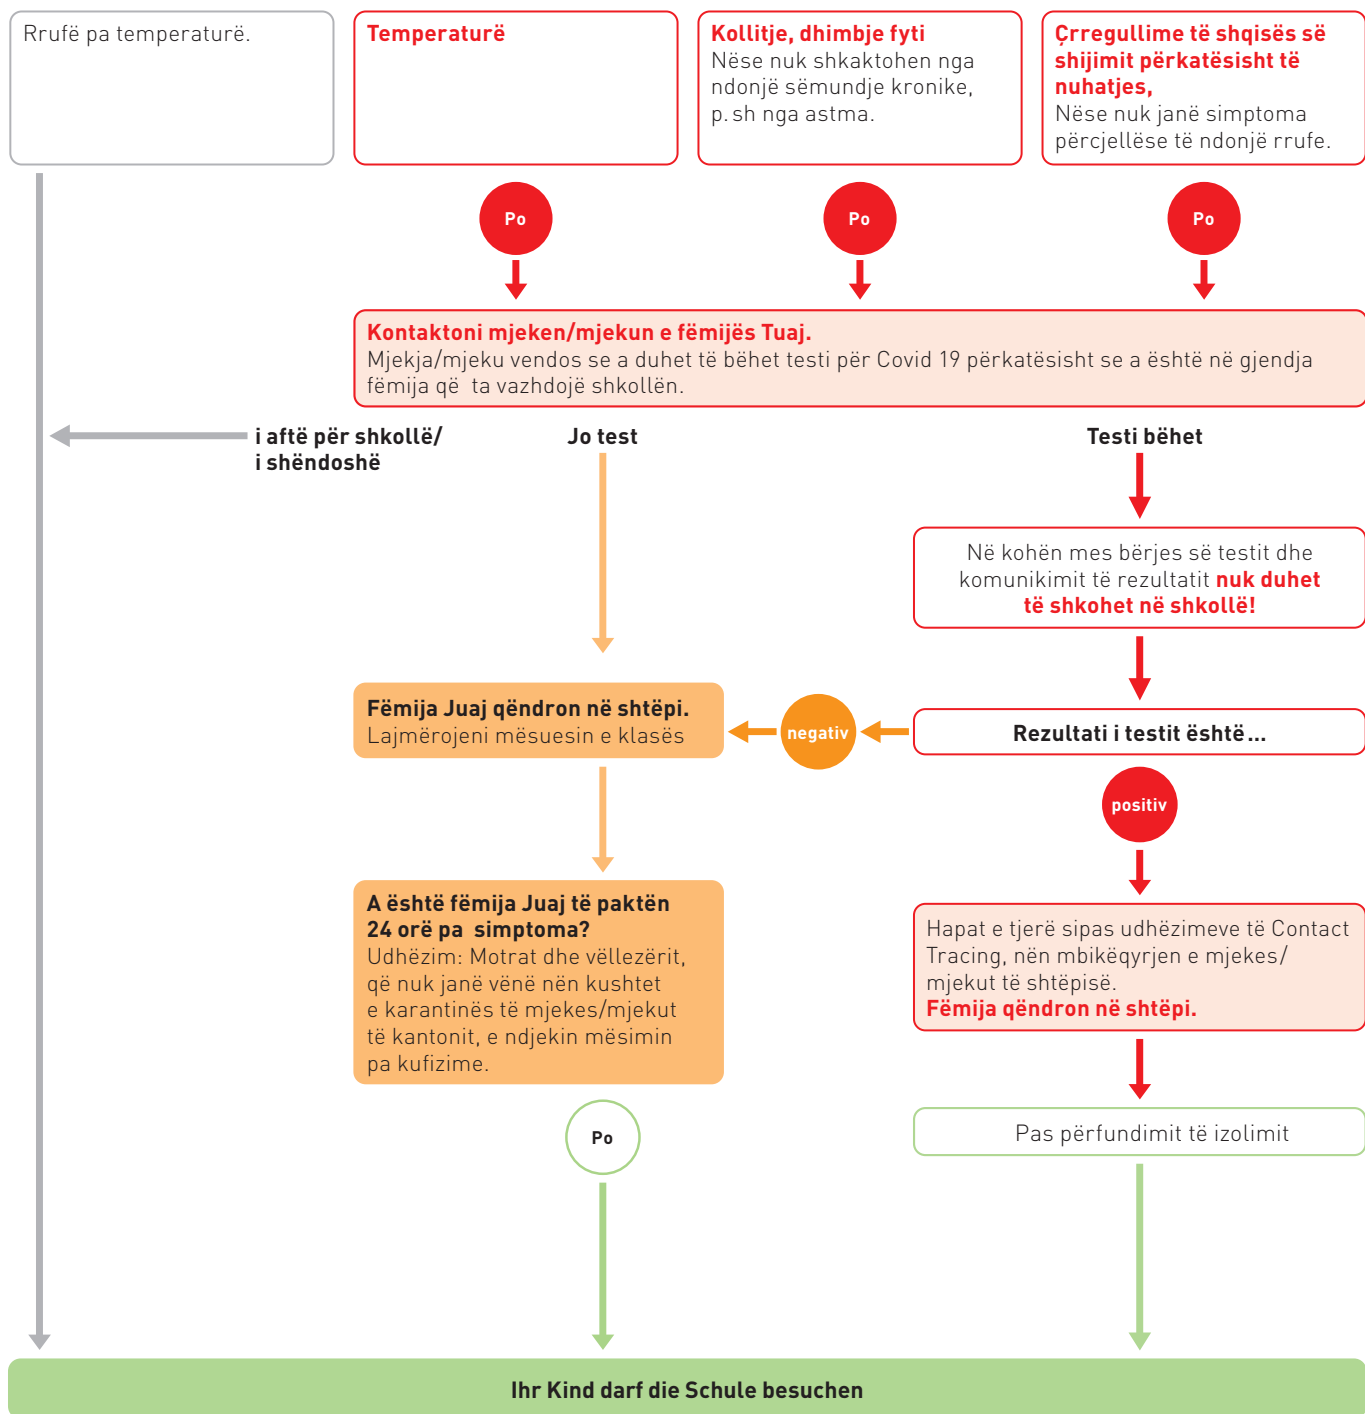 Rrufë pa temperaturë.
Temperaturë
Kollitje, dhimbje fyti
Nëse nuk shkaktohen nga
ndonjë sëmundje kronike,
p. sh nga astma.
Çrregullime të shqisës së
shijimit përkatësisht të
nuhatjes,
Nëse nuk janë simptoma
përcjellëse të ndonjë rrufe.
Po
Po
Po
Kontaktoni mjeken/mjekun e fëmijës Tuaj.
Mjekja/mjeku vendos se a duhet të bëhet testi për Covid 19 përkatësisht se a është në gjendja
fëmija që ta vazhdojë shkollën.
i aftë për shkollë/
i shëndoshë
Jo test
Testi bëhet
Në kohën mes bërjes së testit dhe
komunikimit të rezultatit nuk duhet
të shkohet në shkollë!
Fëmija Juaj qëndron në shtëpi.
Lajmërojeni mësuesin e klasës
negativ
Rezultati i testit është...
positiv
A është fëmija Juaj të paktën
24 orë pa simptoma?
Udhëzim: Motrat dhe vëllezërit,
që nuk janë vënë nën kushtet
e karantinës të mjekes/mjekut
të kantonit, e ndjekin mësimin
pa kufizime.
Hapat e tjerë sipas udhëzimeve të Contact
Tracing, nën mbikëqyrjen e mjekes/
mjekut të shtëpisë.
Fëmija qëndron në shtëpi.
Po
Pas përfundimit të izolimit
Ihr Kind darf die Schule besuchen